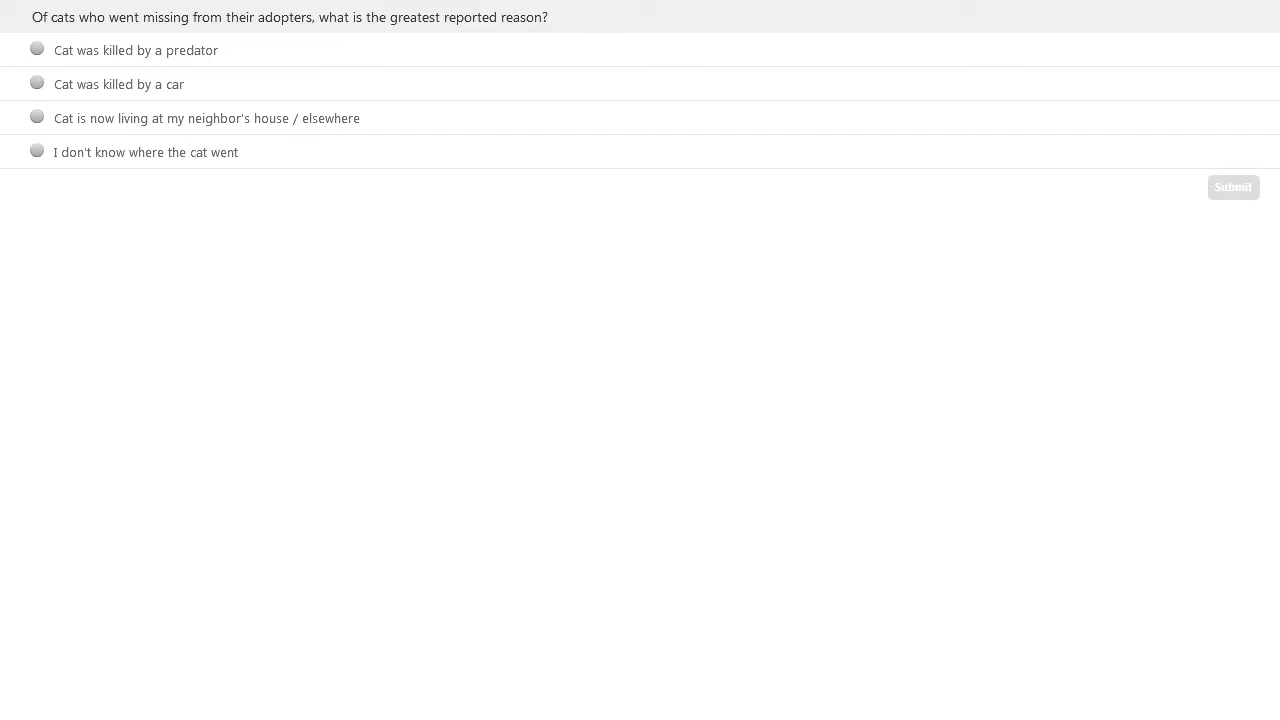 Of cats who went missing from their adopters, what is the greatest reported reason?
Cat was killed by a predator
Cat was killed by a car
Cat is now living at my neighbor's house / elsewhere
I don't know where the cat went
Submit